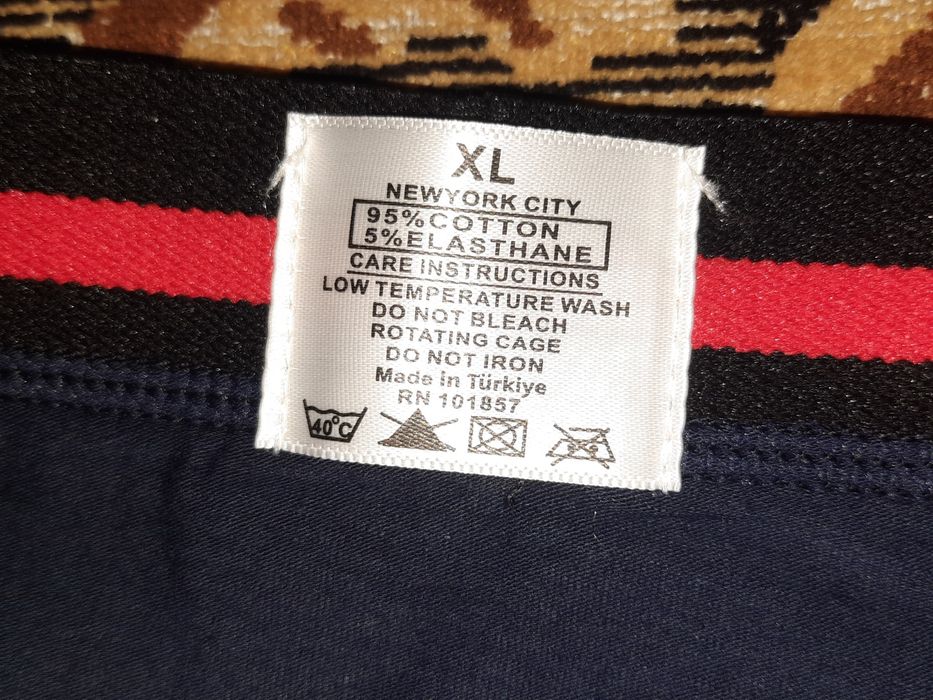 XL
NEWYORK CITY
95%COTTON
5%ELASTHANE
CARE INSTRUCTIONS
LOW TEMPERATURE WASH
DO NOT BLEACH
ROTATING CAGE
DO NOT IRON
Made in Türkiye
RN 101857
40°C